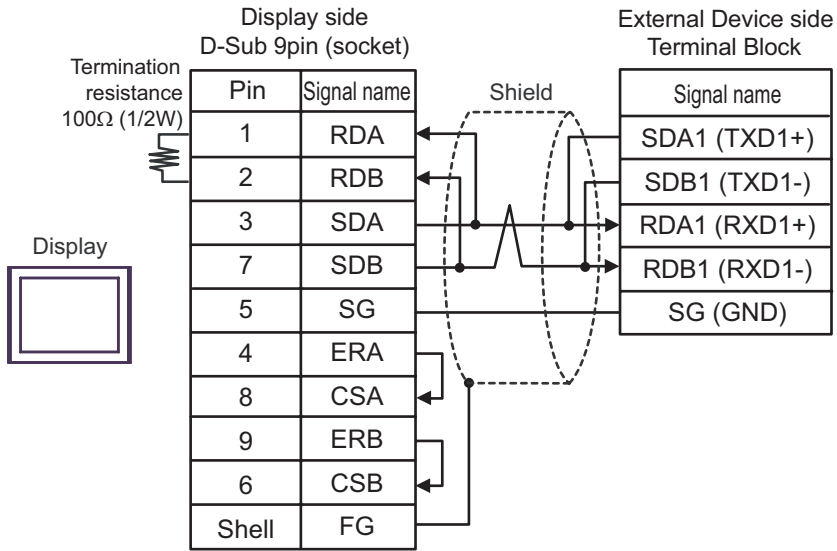 Display side
D-Sub 9pin (socket)
External Device side
Terminal Block
Termination
resistance
100Ω (1/2W)
Pin Signal name
Shield
Signal name
1 RDA
SDA1 (TXD1+)
2 RDB
SDB1 (TXD1-)
3 SDA
RDA1 (RXD1+)
Display
7 SDB
RDB1 (RXD1-)
5 SG
SG (GND)
4 ERA
8 CSA
9 ERB
6 CSB
Shell FG